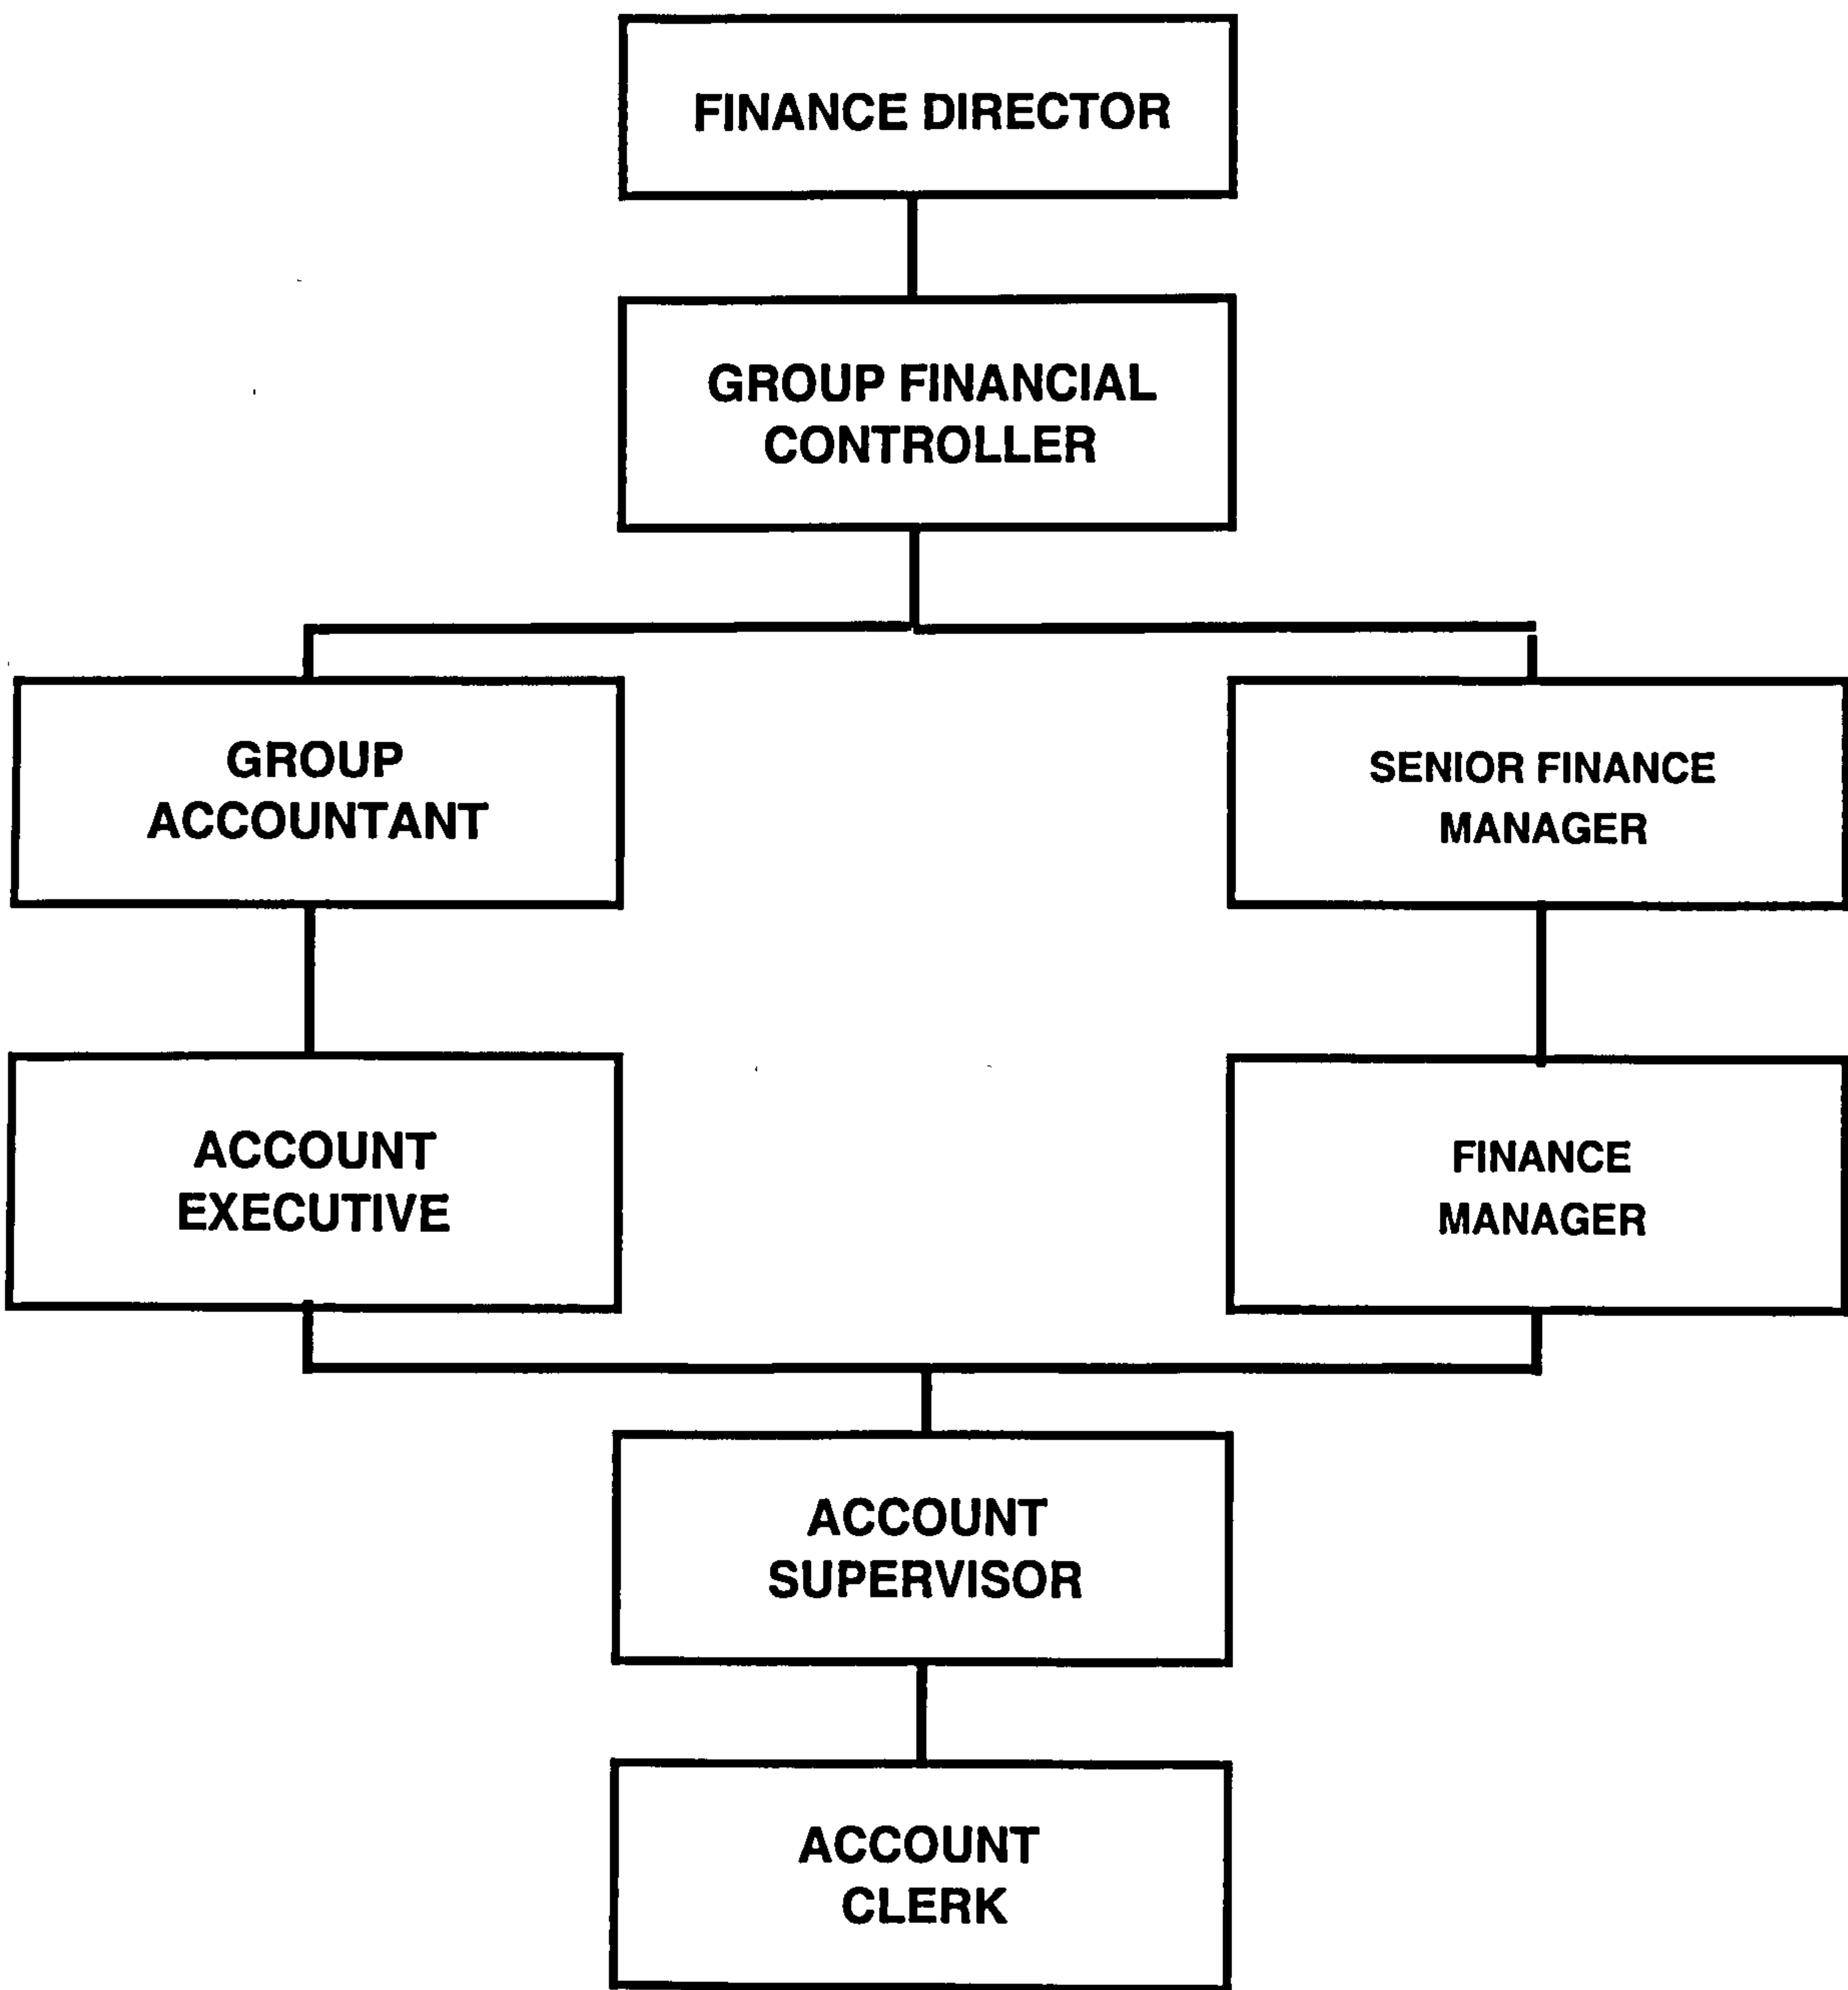 FINANCE DIRECTOR
GROUP FINANCIAL
CONTROLLER
GROUP
ACCOUNTANT
SENIOR FINANCE
MANAGER
ACCOUNT
EXECUTIVE
FINANCE
MANAGER
ACCOUNT
SUPERVISOR
ACCOUNT
CLERK